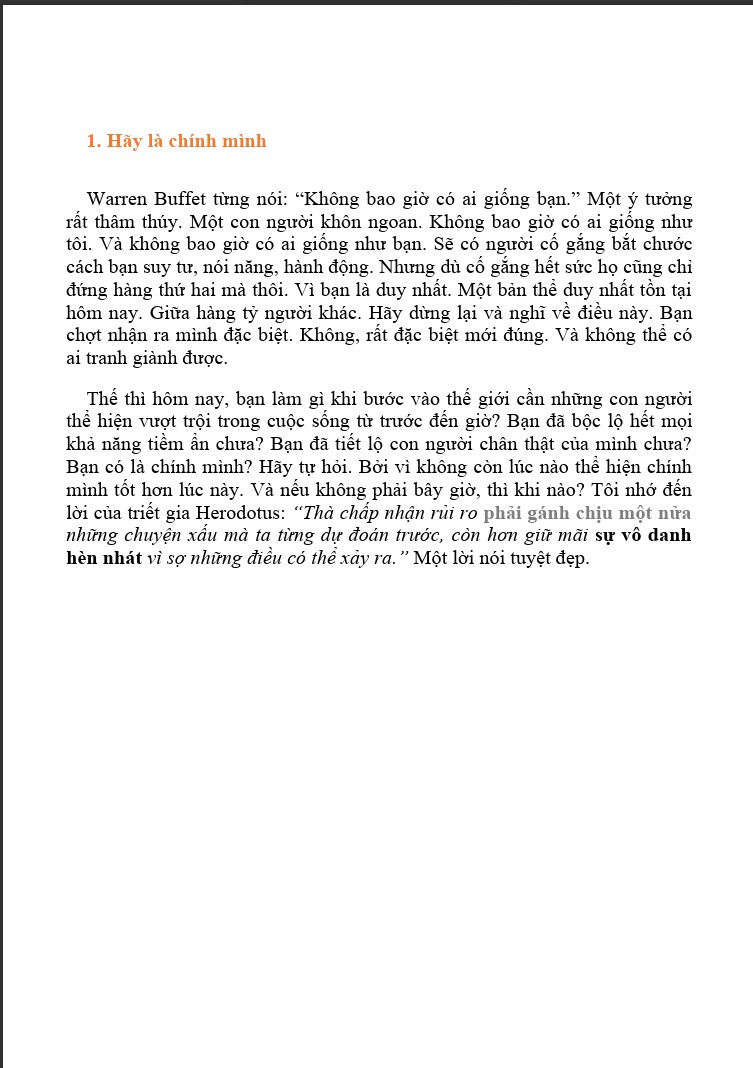 1. Hãy là chính mình
Warren Buffet từng nói: “Không bao giờ có ai giống bạn.” Một ý tưởng
rất thâm thúy. Một con người khôn ngoan. Không bao giờ có ai giống như
tôi. Và không bao giờ có ai giống như bạn. Sẽ có người cố gắng bắt chước
cách bạn suy tư, nói năng, hành động. Nhưng dù cố gắng hết sức họ cũng chỉ
đứng hàng thứ hai mà thôi. Vì bạn là duy nhất. Một bản thể duy nhất tồn tại
hôm nay. Giữa hàng tỷ người khác. Hãy dừng lại và nghĩ về điều này. Bạn
chợt nhận ra mình đặc biệt. Không, rất đặc biệt mới đúng. Và không thể có
ai tranh giành được.
Thế thì hôm nay, bạn làm gì khi bước vào thế giới cần những con người
thể hiện vượt trội trong cuộc sống từ trước đến giờ? Bạn đã bộc lộ hết mọi
khả năng tiềm ẩn chưa? Bạn đã tiết lộ con người chân thật của mình chưa?
Bạn có là chính mình? Hãy tự hỏi. Bởi vì không còn lúc nào thể hiện chính
mình tốt hơn lúc này. Và nếu không phải bây giờ, thì khi nào? Tôi nhớ đến
lời của triết gia Herodotus: “Thà chấp nhận rủi ro phải gánh chịu một nửa
những chuyện xấu mà ta từng dự đoán trước, còn hơn giữ mãi sự vô danh
hèn nhát vì sợ những điều có thể xảy ra.” Một lời nói tuyệt đẹp.